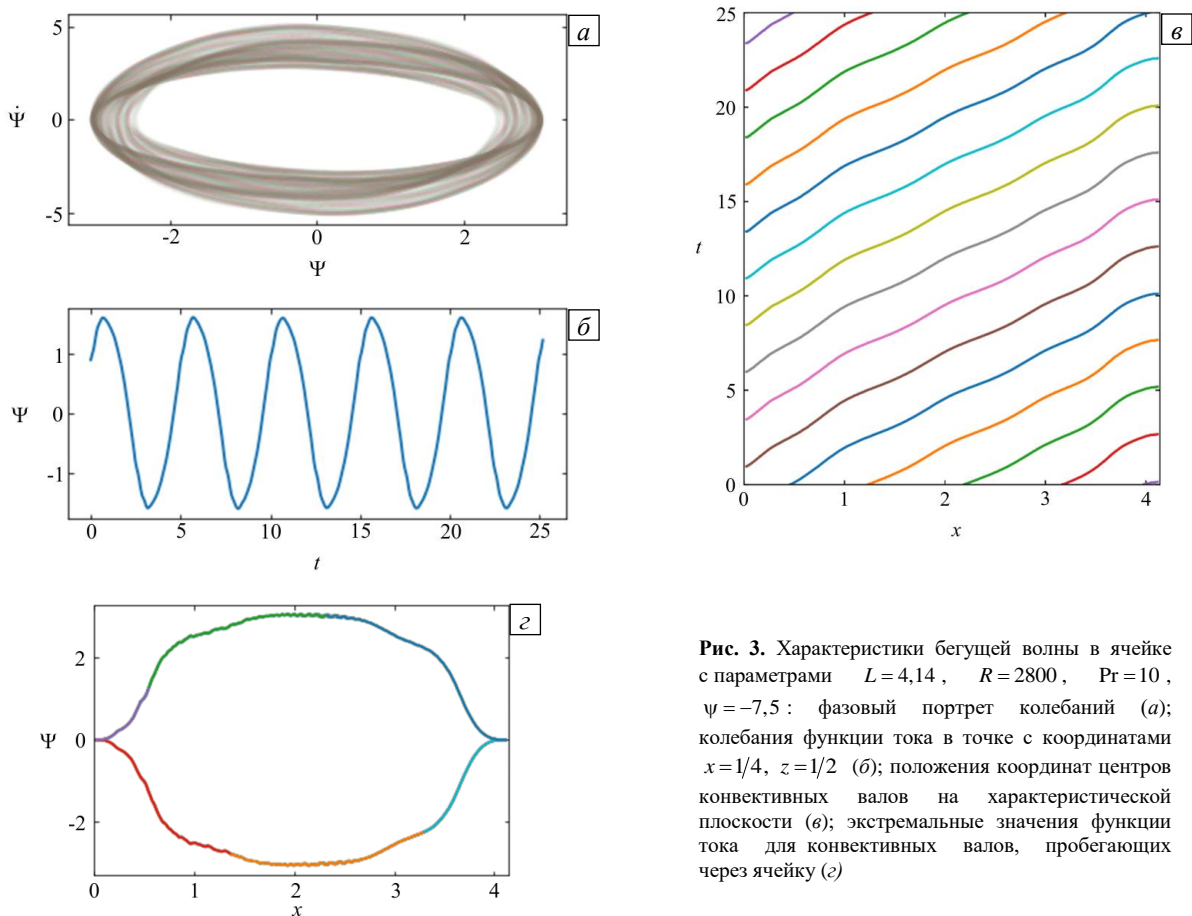 5
0
-5
Ψ̇
-2
0
2
Ψ
а
1
0
-1
Ψ
0
5
10
15
20
25
t
б
2
0
-2
Ψ
0
1
2
3
4
x
г
25
20
15
10
5
0
t
0
1
2
3
4
x
в
Рис. 3. Характеристики бегущей волны в ячейке
с параметрами L = 4,14 , R = 2800 , Pr = 10 ,
ψ = −7,5 : фазовый портрет колебаний (а);
колебания функции тока в точке с координатами
x = 1/4, z = 1/2 (б); положения координат центров
конвективных валов на характеристической
плоскости (в); экстремальные значения функции
тока для конвективных валов, пробегающих
через ячейку (г)